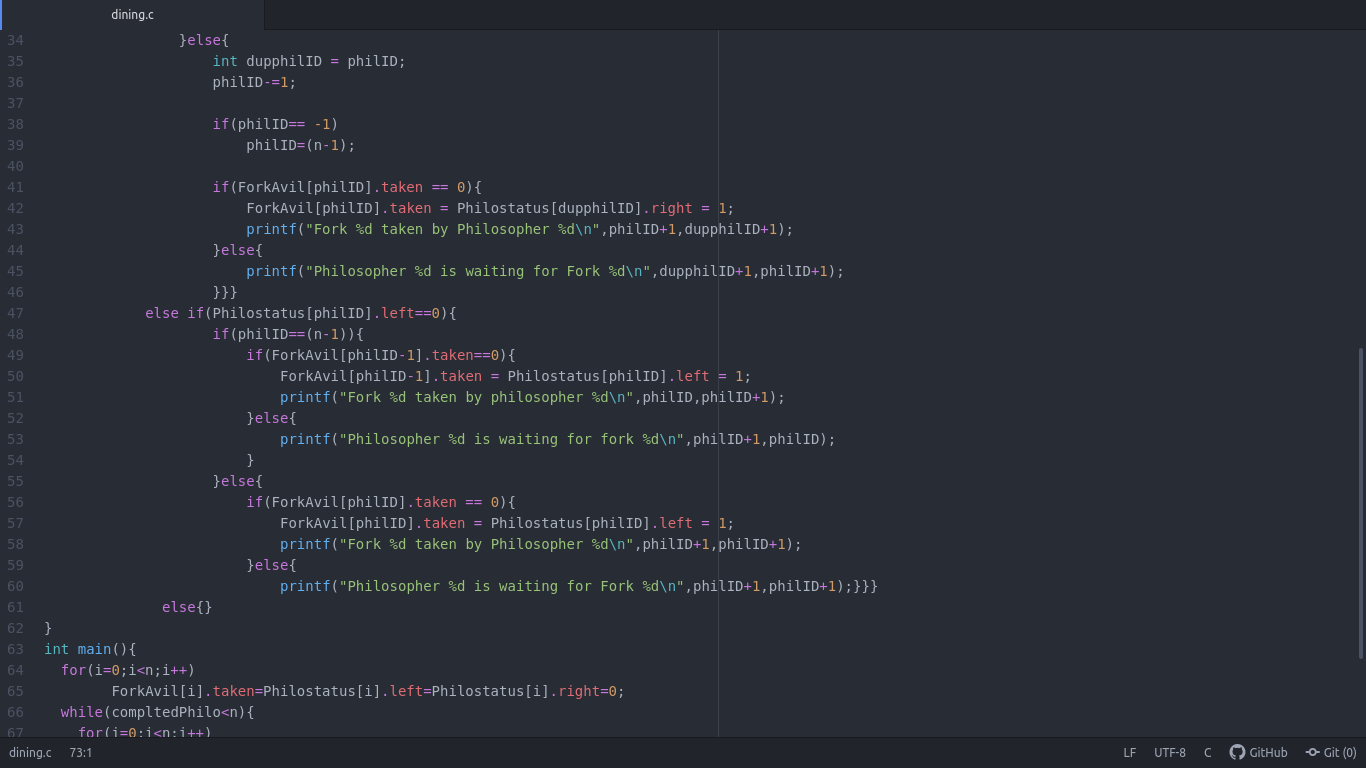 dining.c
34 }else{
35 int dupphilID = philID;
36 philID-=1;
37
38 if(philID== -1)
39 philID=(n-1);
40
41 if(ForkAvil[philID].taken == 0){
42 ForkAvil[philID].taken = Philostatus[dupphilID].right = 1;
43 printf("Fork %d taken by Philosopher %d\n",philID+1,dupphilID+1);
44 }else{
45 printf("Philosopher %d is waiting for Fork %d\n",dupphilID+1,philID+1);
46 }}}
47 else if(Philostatus[philID].left==0){
48 if(philID==(n-1)){
49 if(ForkAvil[philID-1].taken==0){
50 ForkAvil[philID-1].taken = Philostatus[philID].left = 1;
51 printf("Fork %d taken by philosopher %d\n",philID,philID+1);
52 }else{
53 printf("Philosopher %d is waiting for fork %d\n",philID+1,philID);
54 }
55 }else{
56 if(ForkAvil[philID].taken == 0){
57 ForkAvil[philID].taken = Philostatus[philID].left = 1;
58 printf("Fork %d taken by Philosopher %d\n",philID+1,philID+1);
59 }else{
60 printf("Philosopher %d is waiting for Fork %d\n",philID+1,philID+1);}}}
61 else{}
62 }
63 int main(){
64 for(i=0;i<n;i++)
65 ForkAvil[i].taken=Philostatus[i].left=Philostatus[i].right=0;
66 while(compltedPhilo<n){
67 for(i=0;i<n;i++)
dining.c 73:1 LF UTF-8 C GitHub Git (0)